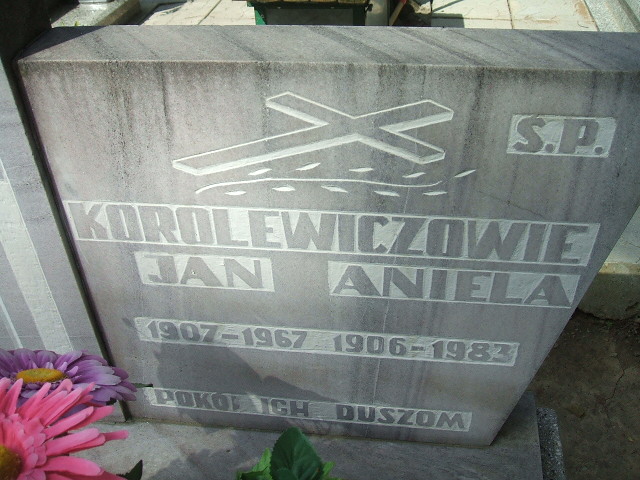 S.P.
KOROLEWICZOWIE
JAN ANIELA
1907-1967 1906-1983
POKÓJ ICH DUSZOM